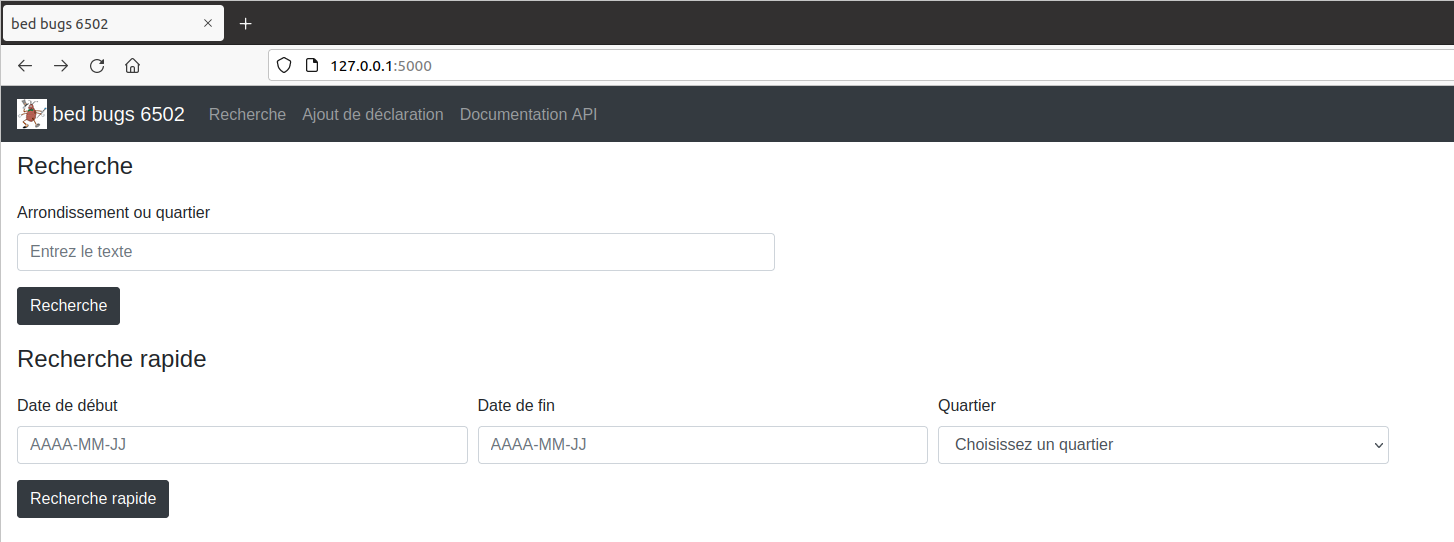 bed bugs 6502
127.0.0.1:5000
bed bugs 6502 Recherche Ajout de déclaration Documentation API
Recherche
Arrondissement ou quartier
Entrez le texte
Recherche
Recherche rapide
Date de début Date de fin Quartier
AAAA-MM-JJ AAAA-MM-JJ Choisissez un quartier
Recherche rapide